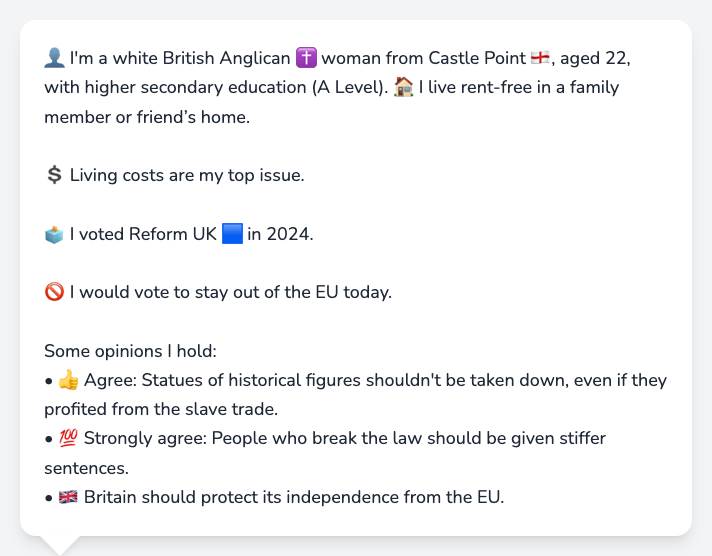 👤 I'm a white British Anglican ✝️ woman from Castle Point 🏴󠁧󠁢󠁥󠁮󠁧󠁿, aged 22,
with higher secondary education (A Level). 🏠 I live rent-free in a family
member or friend’s home.
💲 Living costs are my top issue.
🗳️ I voted Reform UK 🟦 in 2024.
🚫 I would vote to stay out of the EU today.
Some opinions I hold:
• 👍 Agree: Statues of historical figures shouldn't be taken down, even if they
profited from the slave trade.
• 💯 Strongly agree: People who break the law should be given stiffer
sentences.
• 🇬🇧 Britain should protect its independence from the EU.